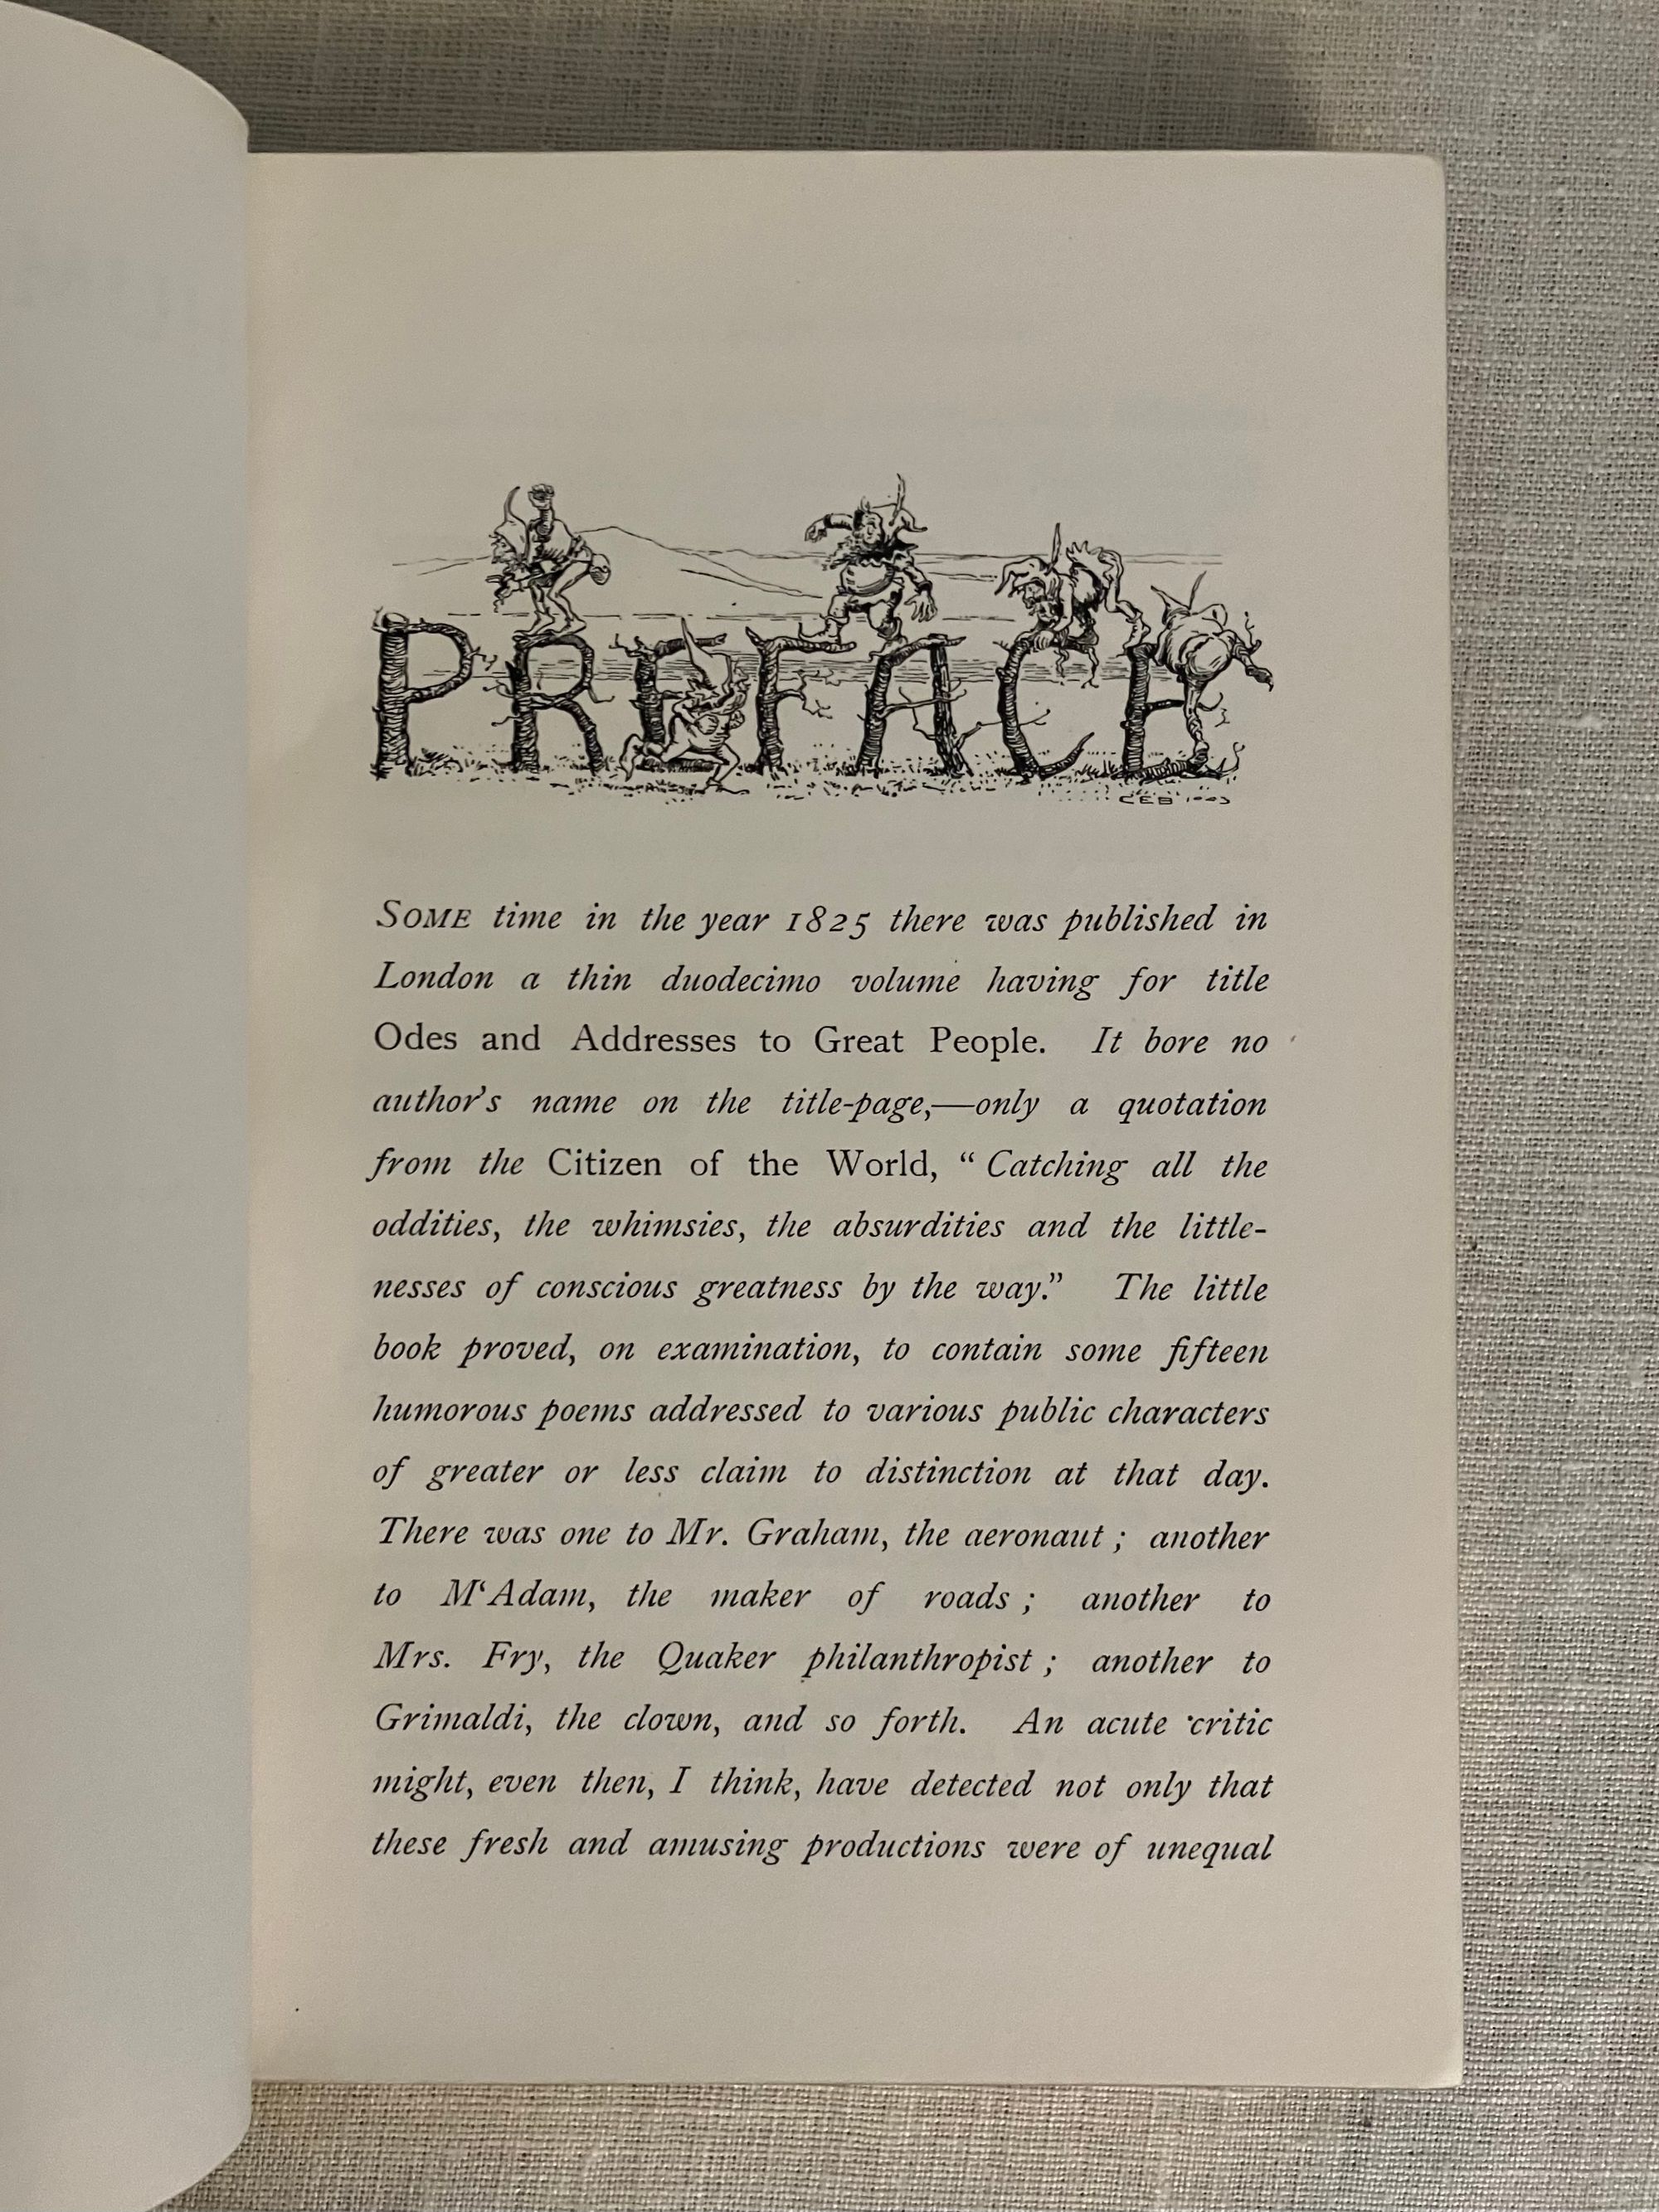 PREFACE
SOME time in the year 1825 there was published in
London a thin duodecimo volume having for title
Odes and Addresses to Great People. It bore no
author's name on the title-page,—only a quotation
from the Citizen of the World, “Catching all the
oddities, the whimsies, the absurdities and the little-
nesses of conscious greatness by the way.” The little
book proved, on examination, to contain some fifteen
humorous poems addressed to various public characters
of greater or less claim to distinction at that day.
There was one to Mr. Graham, the aeronaut; another
to M‘Adam, the maker of roads; another to
Mrs. Fry, the Quaker philanthropist; another to
Grimaldi, the clown, and so forth. An acute critic
might, even then, I think, have detected not only that
these fresh and amusing productions were of unequal